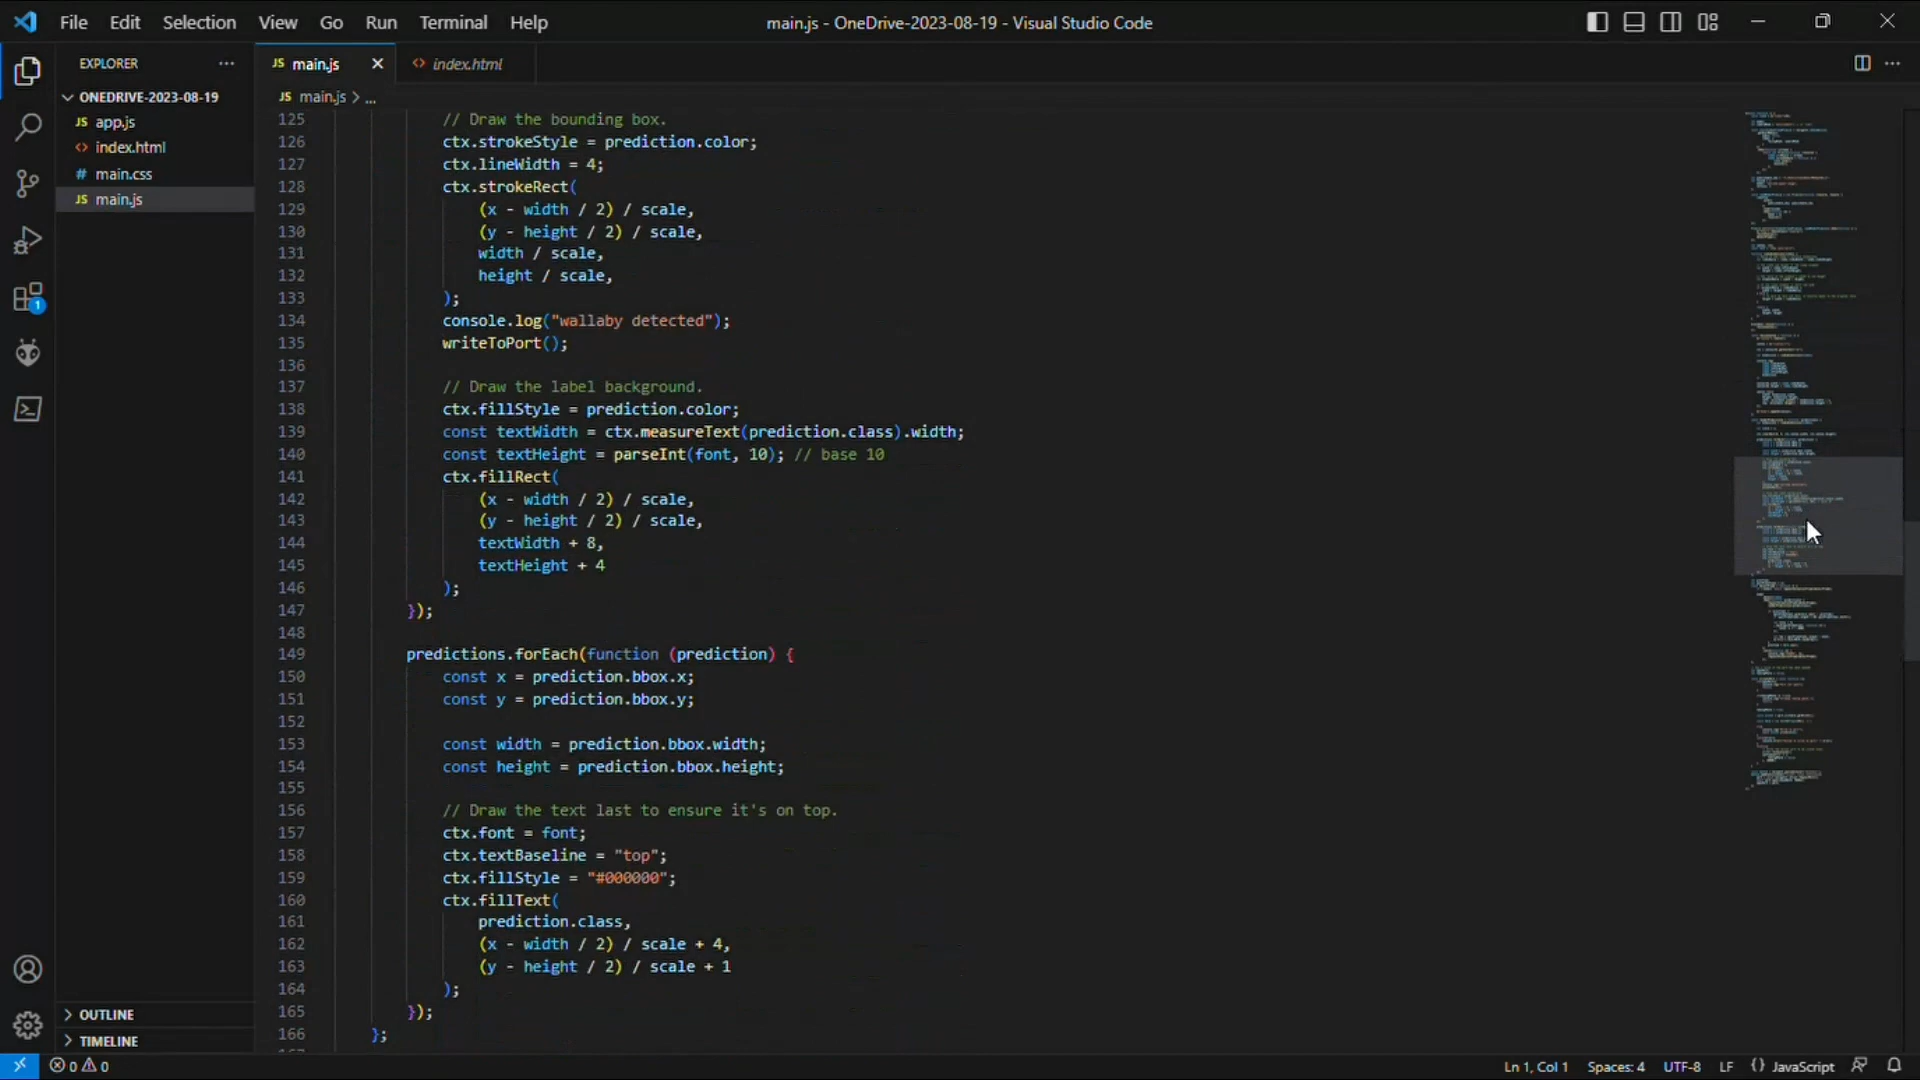 File Edit Selection View Go Run Terminal Help
main.js - OneDrive-2023-08-19 - Visual Studio Code
EXPLORER
ONEDRIVE-2023-08-19
JS app.js
<> index.html
# main.css
JS main.js
OUTLINE
TIMELINE
1
JS main.js
<> index.html
JS main.js > ...
125 // Draw the bounding box.
126 ctx.strokeStyle = prediction.color;
127 ctx.lineWidth = 4;
128 ctx.strokeRect(
129 (x - width / 2) / scale,
130 (y - height / 2) / scale,
131 width / scale,
132 height / scale,
133 );
134 console.log("wallaby detected");
135 writeToPort();
136
137 // Draw the label background.
138 ctx.fillStyle = prediction.color;
139 const textWidth = ctx.measureText(prediction.class).width;
140 const textHeight = parseInt(font, 10); // base 10
141 ctx.fillRect(
142 (x - width / 2) / scale,
143 (y - height / 2) / scale,
144 textWidth + 8,
145 textHeight + 4
146 );
147 });
148
149 predictions.forEach(function (prediction) {
150 const x = prediction.bbox.x;
151 const y = prediction.bbox.y;
152
153 const width = prediction.bbox.width;
154 const height = prediction.bbox.height;
155
156 // Draw the text last to ensure it's on top.
157 ctx.font = font;
158 ctx.textBaseline = "top";
159 ctx.fillStyle = "#000000";
160 ctx.fillText(
161 prediction.class,
162 (x - width / 2) / scale + 4,
163 (y - height / 2) / scale + 1
164 );
165 });
166 };
0 0
Ln 1, Col 1 Spaces: 4 UTF-8 LF {} JavaScript